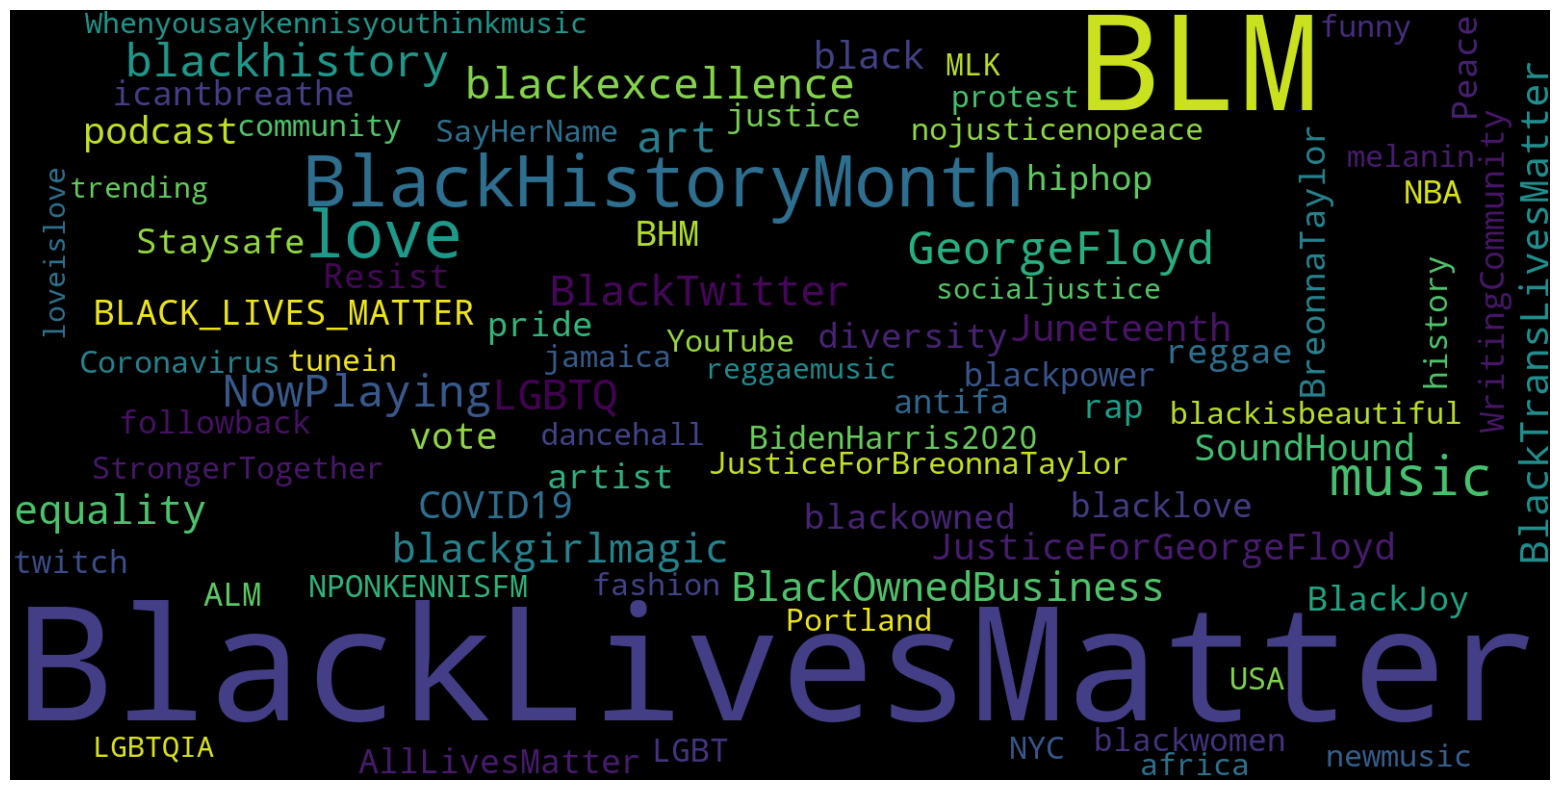 Whenyousaykennisyouthinkmusic
blackhistory
blackexcellence
black
MLK
BLM
funny
Peace
icantbreathe
protest
podcast
community
SayHerName
art
justice
nojusticenopeace
melanin
WritingCommunity
BlackTransLivesMatter
loveislove
trending
BlackHistoryMonth
hiphop
BreonnaTaylor
NBA
Staysafe
love
BHM
GeorgeFloyd
Resist
BlackTwitter
socialjustice
history
BLACK_LIVES_MATTER
pride
YouTube
diversity
Juneteenth
Coronavirus
tunein
jamaica
reggaemusic
reggae
NowPlaying
LGBTQ
blackpower
antifa
rap
blackisbeautiful
followback
vote
dancehall
BidenHarris2020
SoundHound
StrongerTogether
artist
JusticeForBreonnaTaylor
music
equality
COVID19
blackowned
blacklove
twitch
blackgirlmagic
JusticeForGeorgeFloyd
ALM
NPONKENNISFM
fashion
BlackOwnedBusiness
BlackJoy
Portland
BlackLivesMatter
USA
LGBTQIA
AllLivesMatter
LGBT
NYC
blackwomen
africa
newmusic